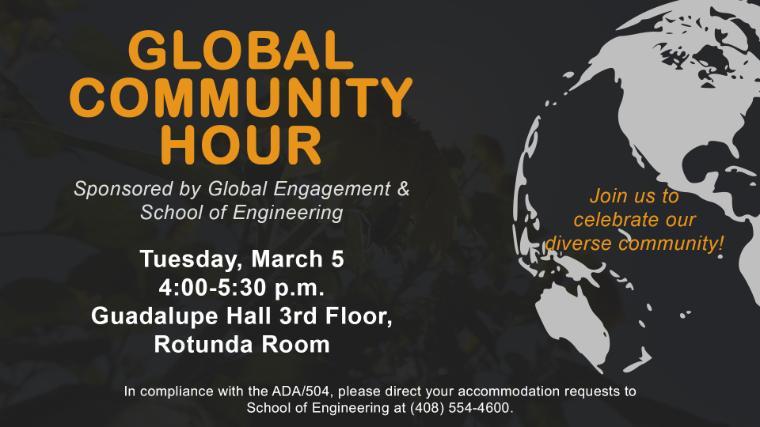 GLOBAL
COMMUNITY
HOUR
Sponsored by Global Engagement &
School of Engineering
Tuesday, March 5
4:00-5:30 p.m.
Guadalupe Hall 3rd Floor,
Rotunda Room
Join us to
celebrate our
diverse community!
In compliance with the ADA/504, please direct your accommodation requests to
School of Engineering at (408) 554-4600.